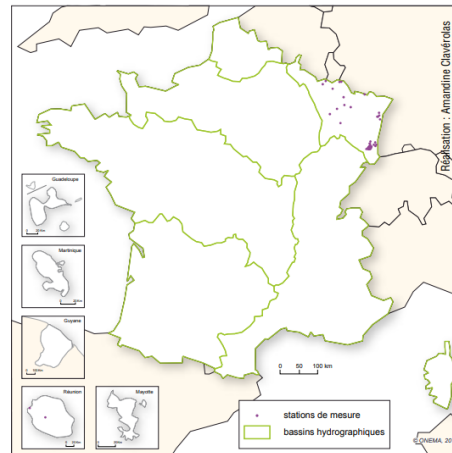 Réalisation : Amandine Clavérolas
Guadeloupe
Martinique
Guyane
Réunion
Mayotte
0 50 100 km
stations de mesure
bassins hydrographiques
© ONEMA, 20